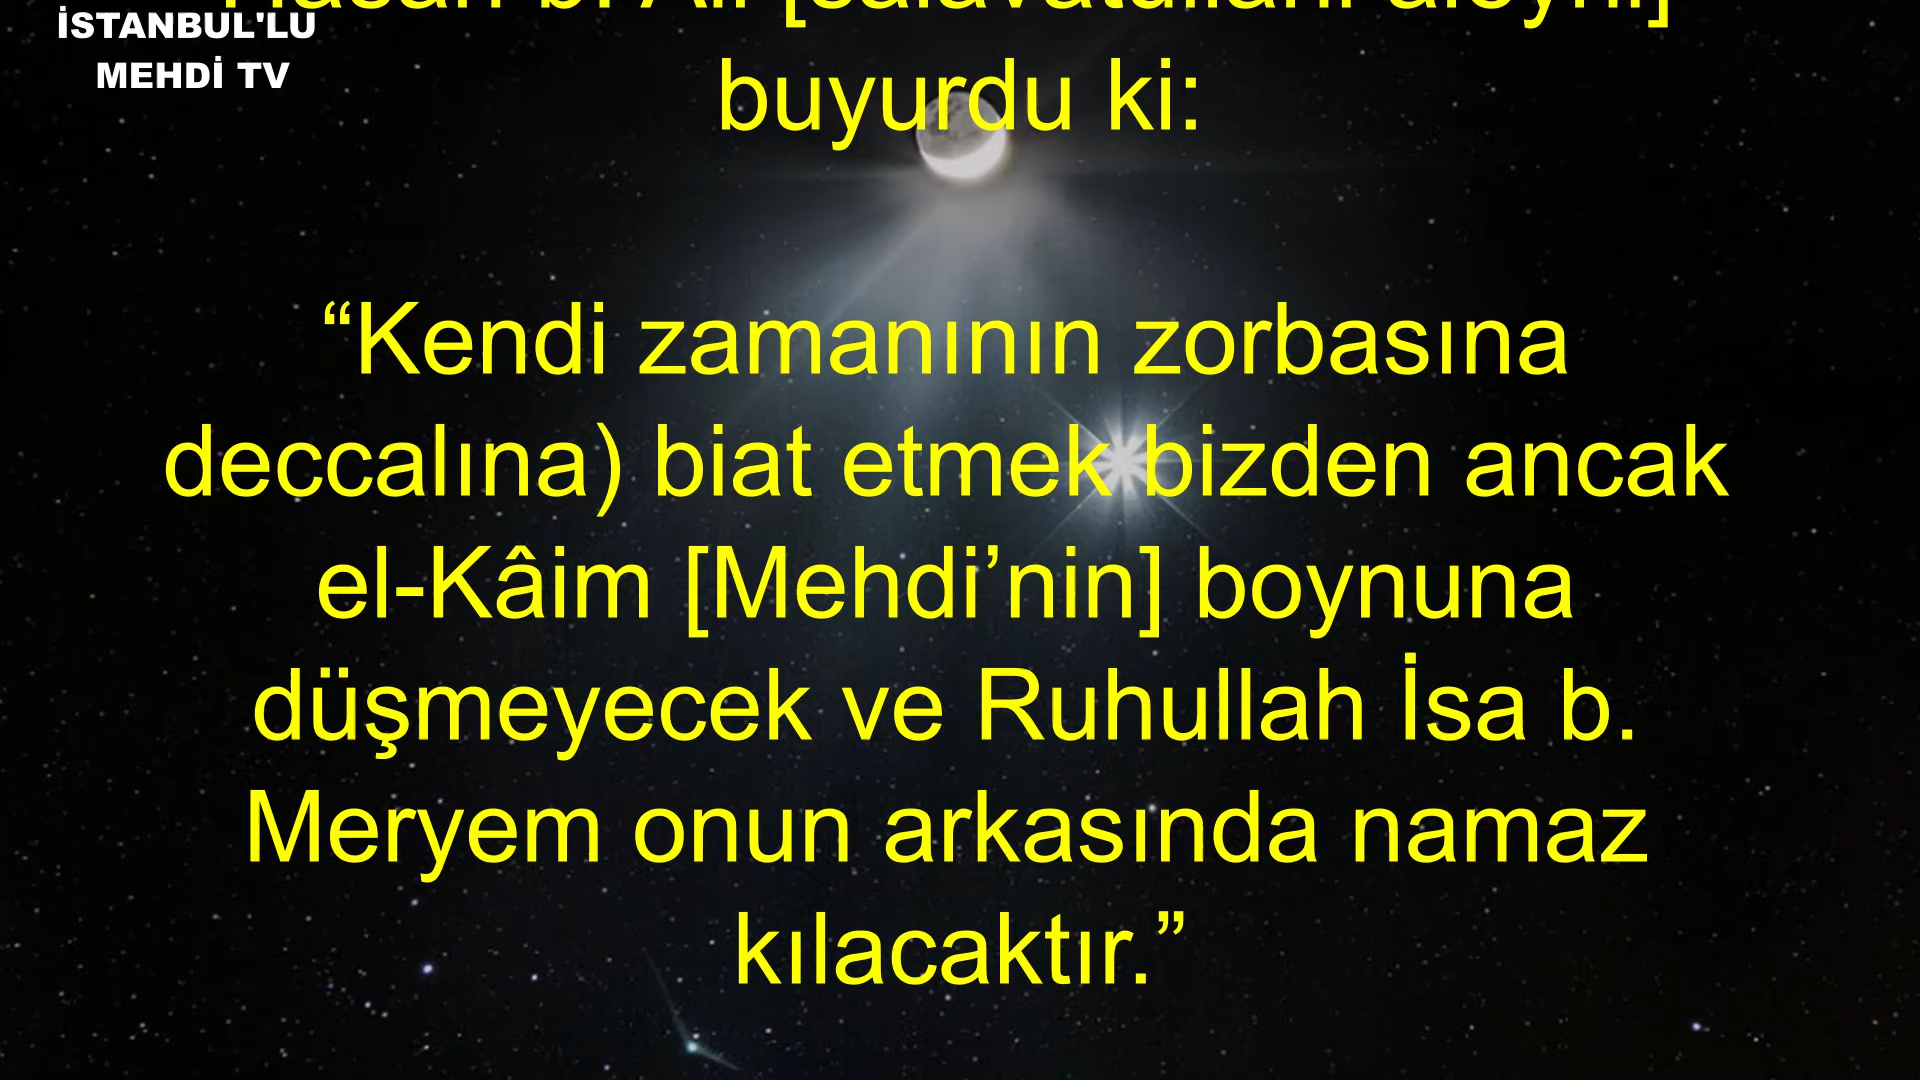 İSTANBUL'LU
MEHDİ TV
Hasan b. Ali [salavatullahi aleyhi]
buyurdu ki:
“Kendi zamanının zorbasına
deccalına) biat etmek bizden ancak
el-Kâim [Mehdi’nin] boynuna
düşmeyecek ve Ruhullah İsa b.
Meryem onun arkasında namaz
kılacaktır.”